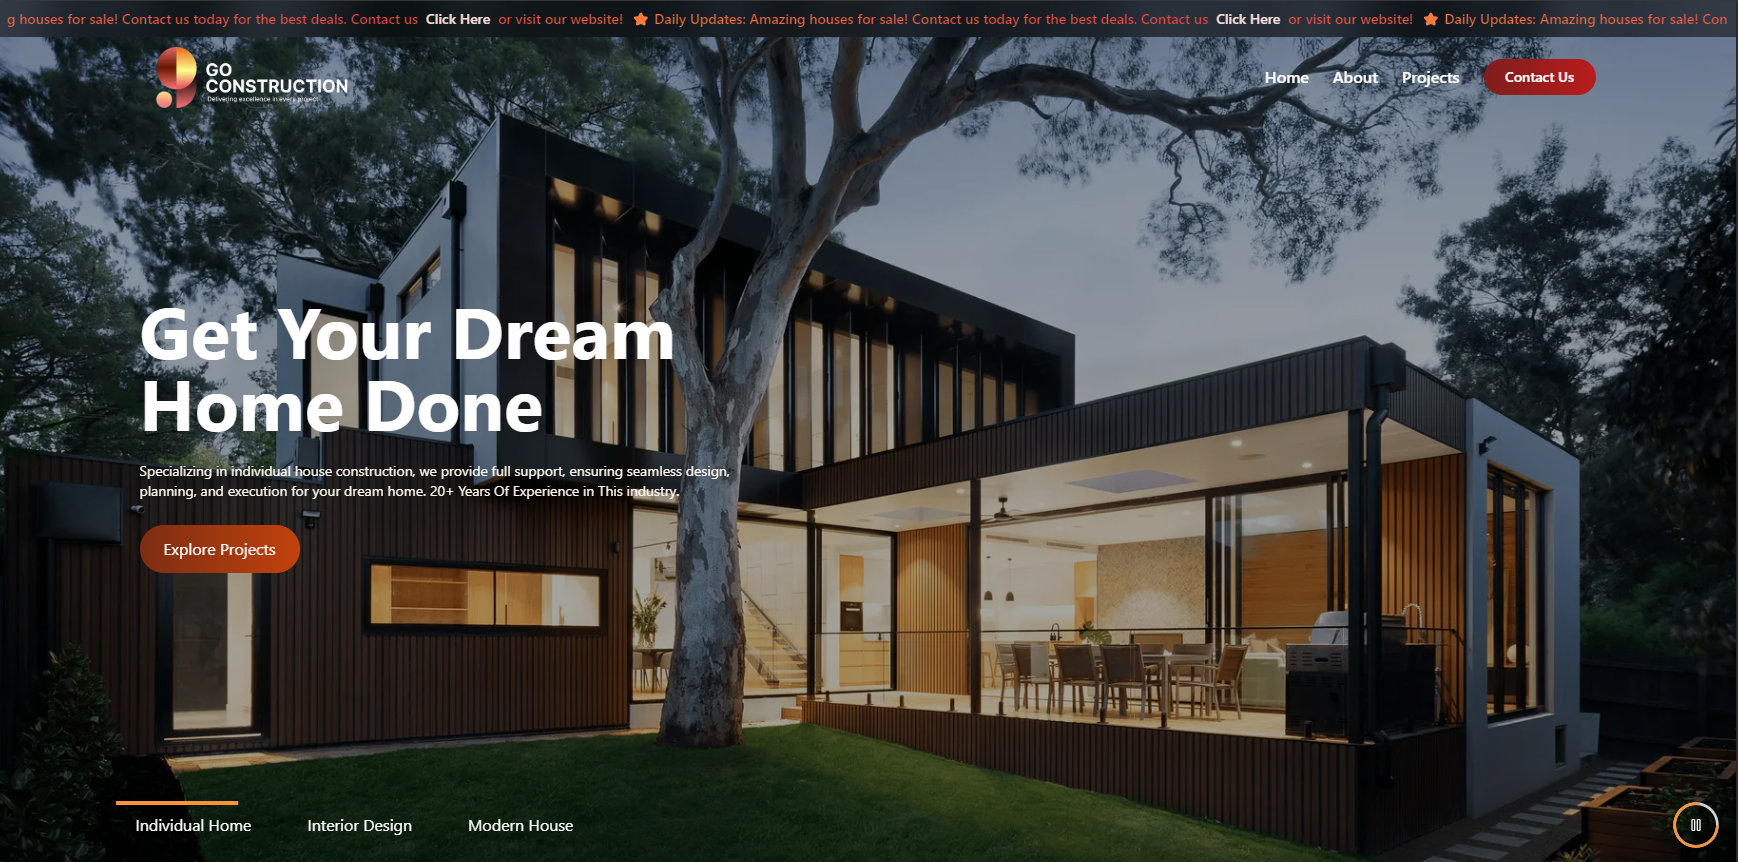 g houses for sale! Contact us today for the best deals. Contact us Click Here or visit our website! Daily Updates: Amazing houses for sale! Contact us today for the best deals. Contact us Click Here or visit our website! Daily Updates: Amazing houses for sale! Con
GO
CONSTRUCTION
Delivering excellence in every project
Home About Projects Contact Us
Get Your Dream
Home Done
Specializing in individual house construction, we provide full support, ensuring seamless design,
planning, and execution for your dream home. 20+ Years Of Experience in This industry.
Explore Projects
Individual Home Interior Design Modern House